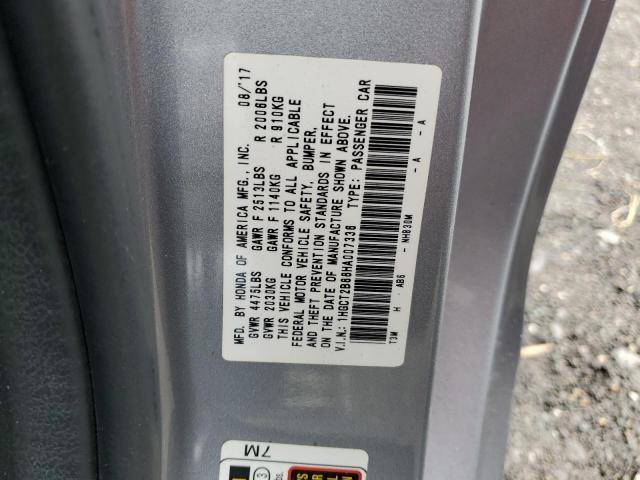 MFD. BY HONDA OF AMERICA MFG., INC. 08/'17
GVWR 4475LBS GAWR F 2513LBS R 2006LBS
GVWR 2030KG GAWR F 1140KG R 910KG
THIS VEHICLE CONFORMS TO ALL APPLICABLE
FEDERAL MOTOR VEHICLE SAFETY, BUMPER,
AND THEFT PREVENTION STANDARDS IN EFFECT
ON THE DATE OF MANUFACTURE SHOWN ABOVE.
V.I.N.: 1HGCT2B88HA007336 TYPE: PASSENGER CAR
T3M H AB6 - NH830M - A - A
7M
3